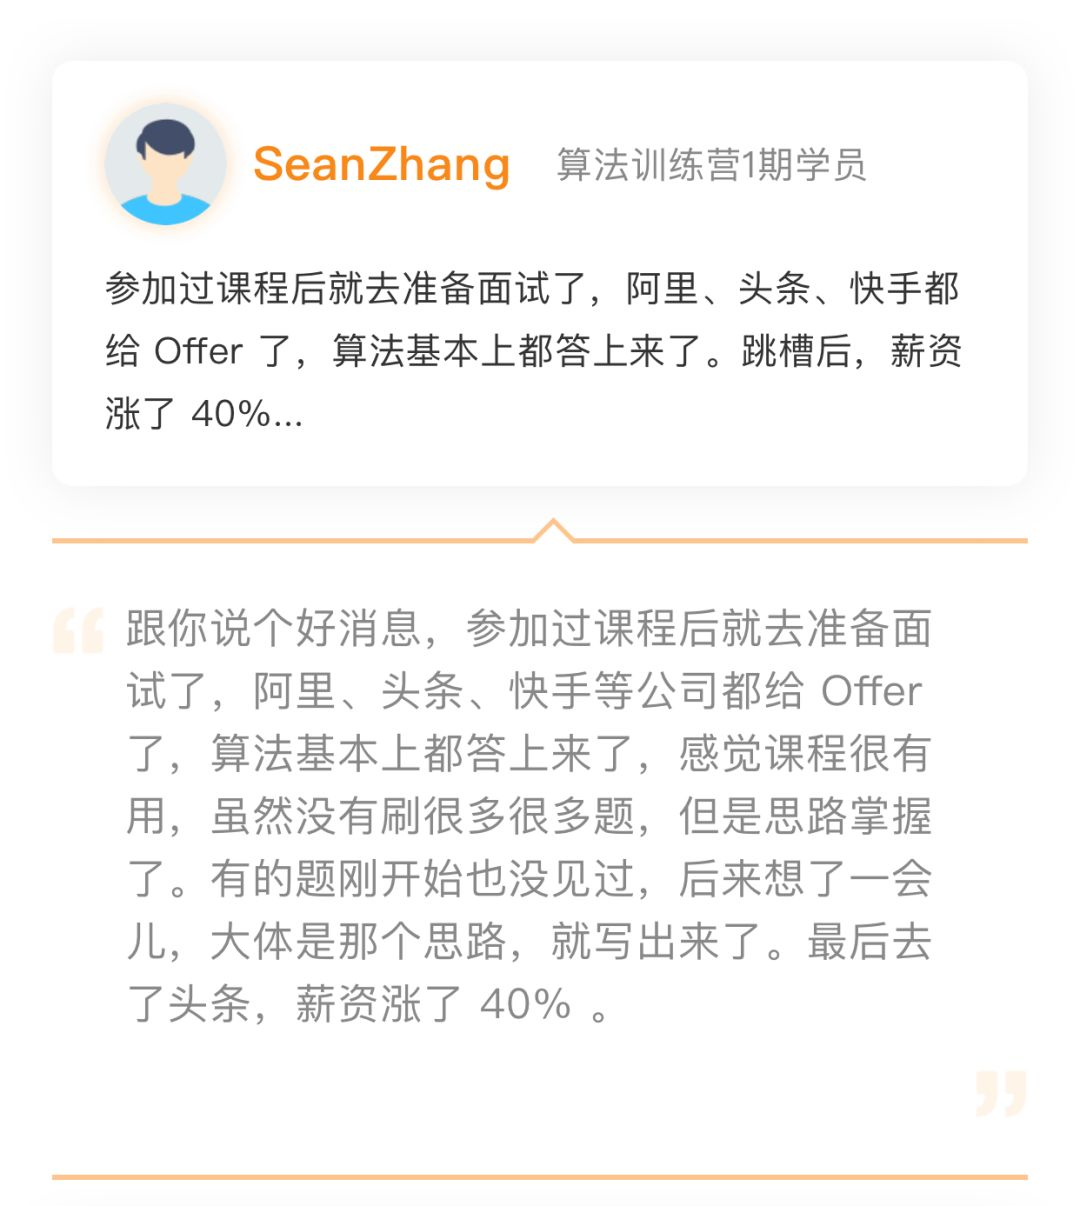 SeanZhang 算法训练营1期学员
参加过课程后就去准备面试了，阿里、头条、快手都
给 Offer 了，算法基本上都答上来了。跳槽后，薪资
涨了 40%...
“跟你说个好消息，参加过课程后就去准备面
试了，阿里、头条、快手等公司都给 Offer
了，算法基本上都答上来了，感觉课程很有
用，虽然没有刷很多很多题，但是思路掌握
了。有的题刚开始也没见过，后来想了一会
儿，大体是那个思路，就写出来了。最后去
了头条，薪资涨了 40% 。
”